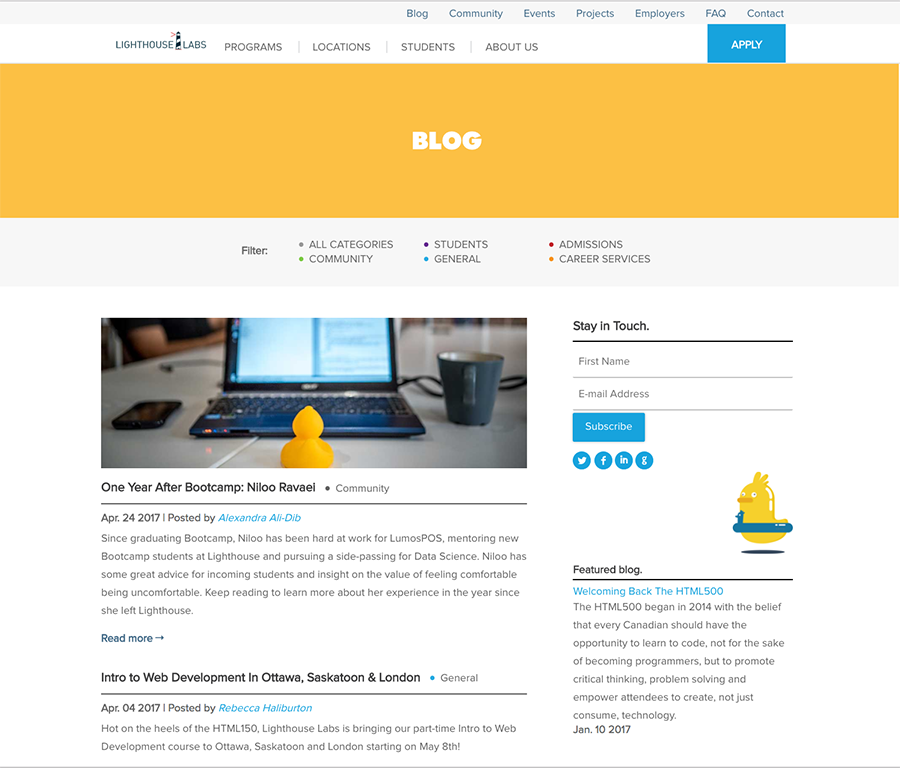 Blog Community Events Projects Employers FAQ Contact
LIGHTHOUSE LABS PROGRAMS | LOCATIONS | STUDENTS | ABOUT US
APPLY
BLOG
Filter:
ALL CATEGORIES STUDENTS ADMISSIONS
COMMUNITY GENERAL CAREER SERVICES
One Year After Bootcamp: Niloo Ravaei • Community
Apr. 24 2017 | Posted by Alexandra Ali-Dib
Since graduating Bootcamp, Niloo has been hard at work for LumosPOS, mentoring new
Bootcamp students at Lighthouse and pursuing a side-passing for Data Science. Niloo has
some great advice for incoming students and insight on the value of feeling comfortable
being uncomfortable. Keep reading to learn more about her experience in the year since
she left Lighthouse.
Read more →
Intro to Web Development In Ottawa, Saskatoon & London • General
Apr. 04 2017 | Posted by Rebecca Haliburton
Hot on the heels of the HTML150, Lighthouse Labs is bringing our part-time Intro to Web
Development course to Ottawa, Saskatoon and London starting on May 8th!
Stay in Touch.
First Name
E-mail Address
Subscribe
Featured blog.
Welcoming Back The HTML500
The HTML500 began in 2014 with the belief
that every Canadian should have the
opportunity to learn to code, not for the sake
of becoming programmers, but to promote
critical thinking, problem solving and
empower attendees to create, not just
consume, technology.
Jan. 10 2017